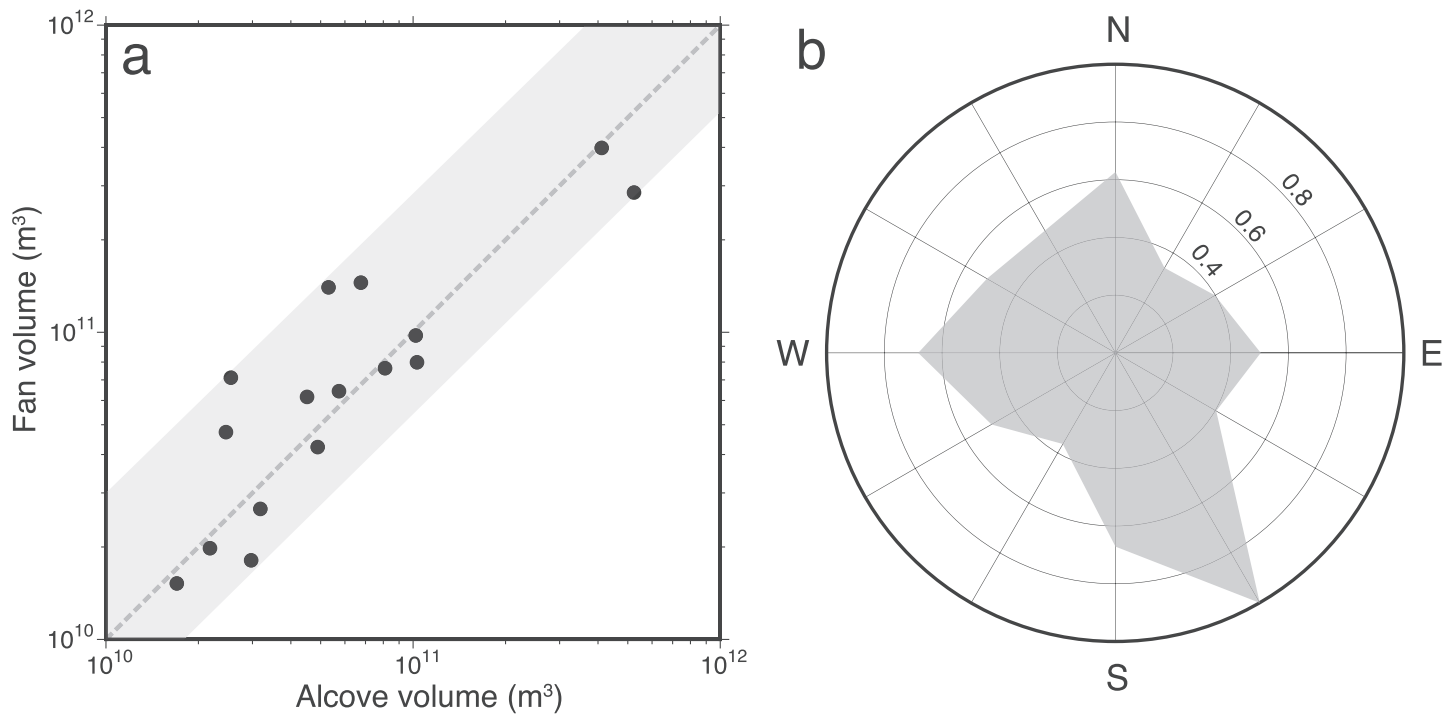 a
10¹²
10¹¹
10¹⁰
Fan volume (m³)
10¹⁰
10¹¹
10¹²
Alcove volume (m³)
b
N
0.8
0.6
0.4
W
E
S